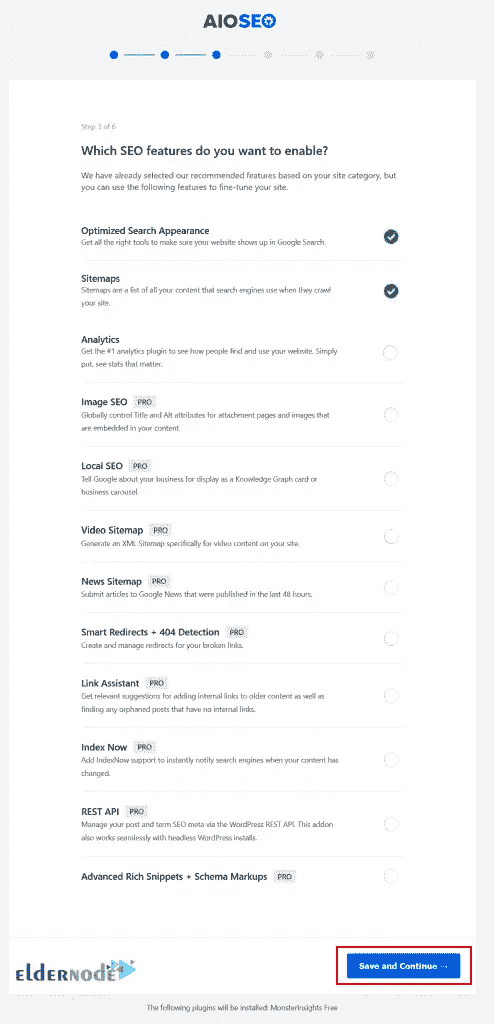 AIOSEO
Step 3 of 6
Which SEO features do you want to enable?
We have already selected our recommended features based on your site category, but
you can use the following features to fine-tune your site.
Optimized Search Appearance
Get all the right tools to make sure your website shows up in Google Search.
Sitemaps
Sitemaps are a list of all your content that search engines use when they crawl
your site.
Analytics
Get the #1 analytics plugin to see how people find and use your website. Simply
put, see stats that matter.
Image SEO PRO
Globally control Title and Alt attributes for attachment pages and images that
are embedded in your content.
Local SEO PRO
Tell Google about your business for display as a Knowledge Graph card or
business carousel.
Video Sitemap PRO
Generate an XML Sitemap specifically for video content on your site.
News Sitemap PRO
Submit articles to Google News that were published in the last 48 hours.
Smart Redirects + 404 Detection PRO
Create and manage redirects for your broken links.
Link Assistant PRO
Get relevant suggestions for adding internal links to older content as well as
finding any orphaned posts that have no internal links.
Index Now PRO
Add IndexNow support to instantly notify search engines when your content has
changed.
REST API PRO
Manage your post and term SEO meta via the WordPress REST API. This addon
also works seamlessly with headless WordPress installs.
Advanced Rich Snippets + Schema Markups PRO
eldernode
Save and Continue →
The following plugins will be installed: MonsterInsights Free